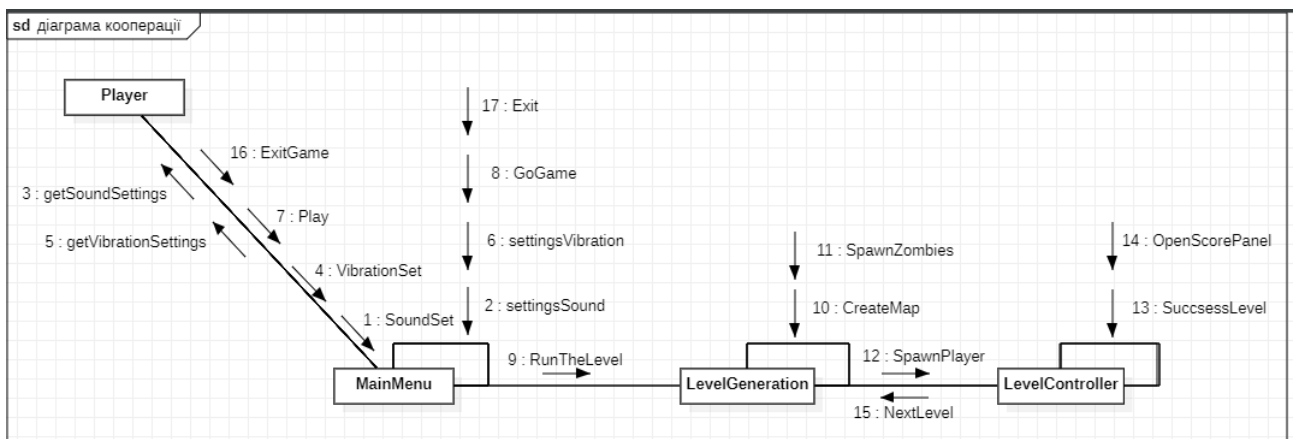 sd діаграма кооперації
Player
17 : Exit
16 : ExitGame
8 : GoGame
3 : getSoundSettings
7 : Play
5 : getVibrationSettings
6 : settingsVibration
11 : SpawnZombies
14 : OpenScorePanel
4 : VibrationSet
2 : settingsSound
10 : CreateMap
13 : SuccsessLevel
1 : SoundSet
9 : RunTheLevel
12 : SpawnPlayer
MainMenu
LevelGeneration
LevelController
15 : NextLevel